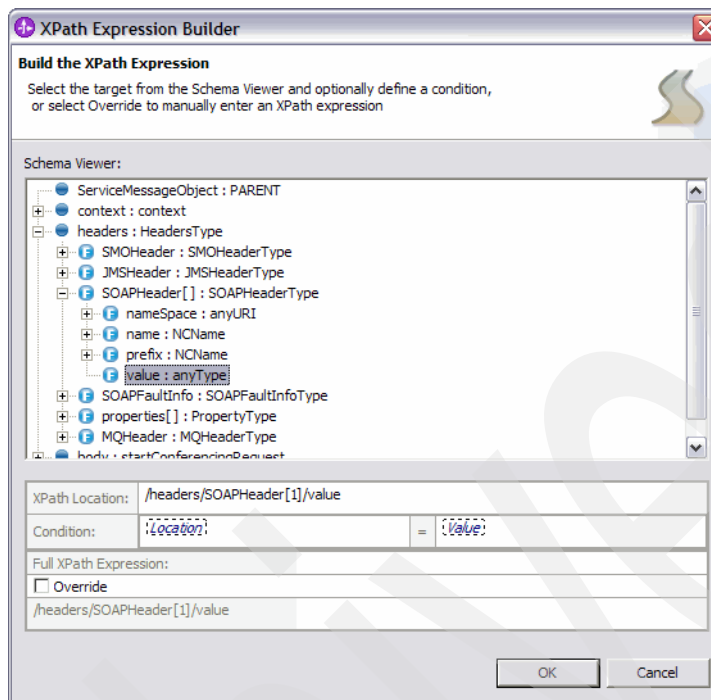 XPath Expression Builder
Build the XPath Expression
Select the target from the Schema Viewer and optionally define a condition,
or select Override to manually enter an XPath expression
Schema Viewer:
ServiceMessageObject : PARENT
context : context
headers : HeadersType
SMOHeader : SMOHeaderType
JMSHeader : JMSHeaderType
SOAPHeader[] : SOAPHeaderType
nameSpace : anyURI
name : NCName
prefix : NCName
value : anyType
SOAPFaultInfo : SOAPFaultInfoType
properties[] : PropertyType
MQHeader : MQHeaderType
body : startConferencingRequest
XPath Location: /headers/SOAPHeader[1]/value
Condition: Location = Value
Full XPath Expression:
Override
/headers/SOAPHeader[1]/value
OK Cancel